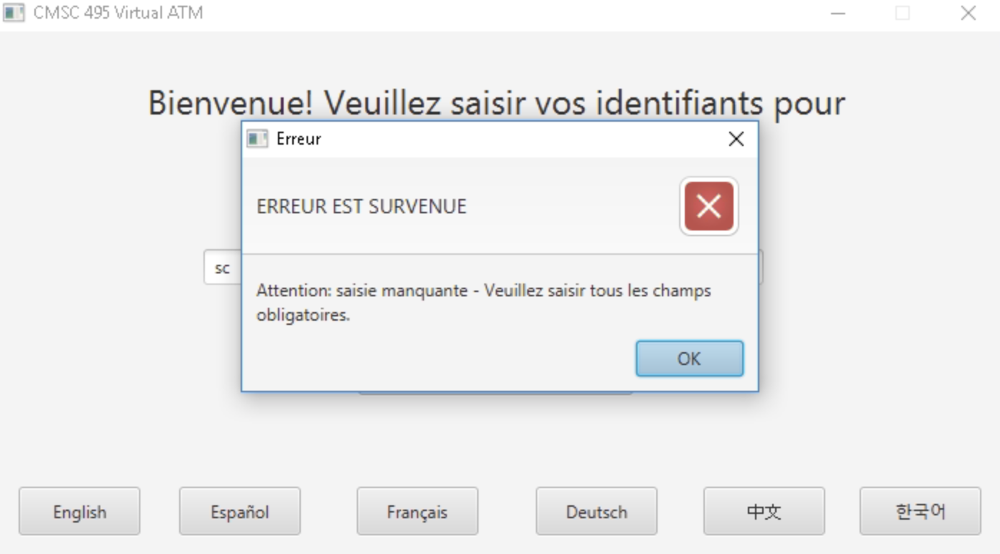 CMSC 495 Virtual ATM
Bienvenue! Veuillez saisir vos identifiants pour
Erreur
ERREUR EST SURVENUE
sc
Attention: saisie manquante - Veuillez saisir tous les champs
obligatoires.
OK
English Español Français Deutsch 中文 한국어